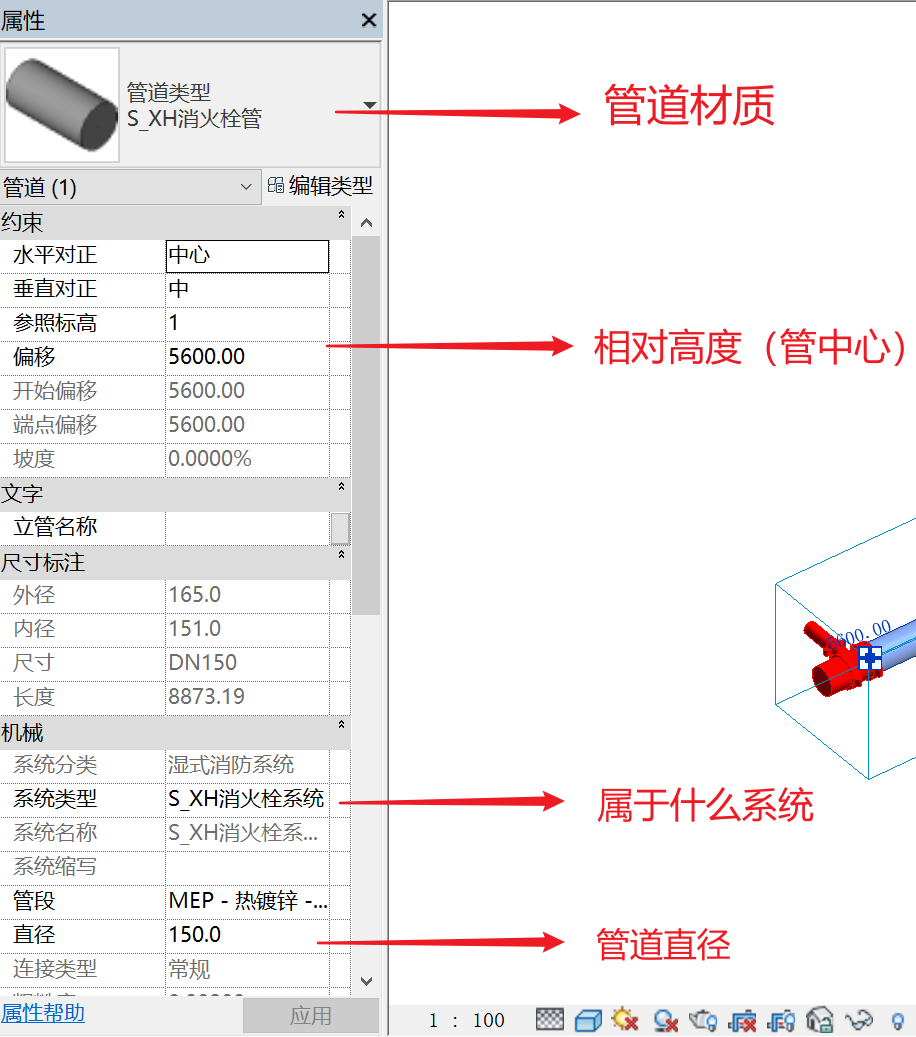 属性
管道类型
S_XH消火栓管
管道材质
管道 (1)
编辑类型
约束
水平对正 中心
垂直对正 中
参照标高 1
偏移 5600.00
相对高度（管中心）
开始偏移 5600.00
端点偏移 5600.00
坡度 0.0000%
文字
立管名称
尺寸标注
外径 165.0
内径 151.0
尺寸 DN150
长度 8873.19
5600.00
机械
系统分类 湿式消防系统
系统类型 S_XH消火栓系统
属于什么系统
系统名称 S_XH消火栓系...
系统缩写
管段 MEP - 热镀锌 -...
直径 150.0
管道直径
连接类型 常规
属性帮助
应用
1 : 100